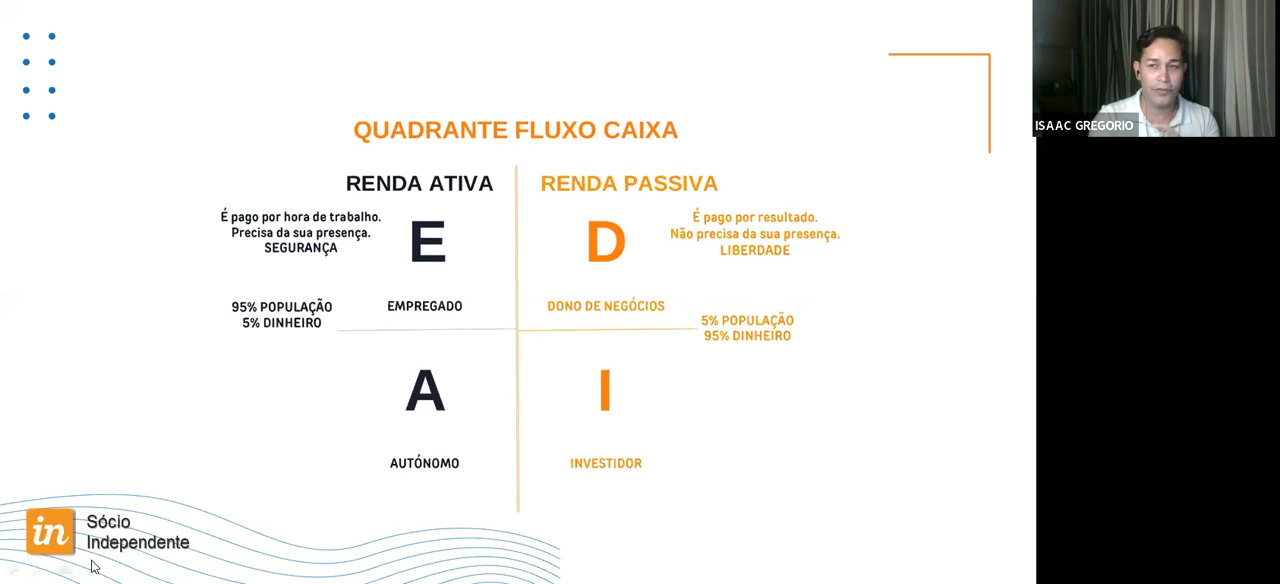 ISAAC GREGORIO
QUADRANTE FLUXO CAIXA
RENDA ATIVA
RENDA PASSIVA
É pago por hora de trabalho.
Precisa da sua presença.
SEGURANÇA
E
D
É pago por resultado.
Não precisa da sua presença.
LIBERDADE
95% POPULAÇÃO
5% DINHEIRO
EMPREGADO
DONO DE NEGÓCIOS
5% POPULAÇÃO
95% DINHEIRO
A
I
AUTÓNOMO
INVESTIDOR
in
Sócio
Independente